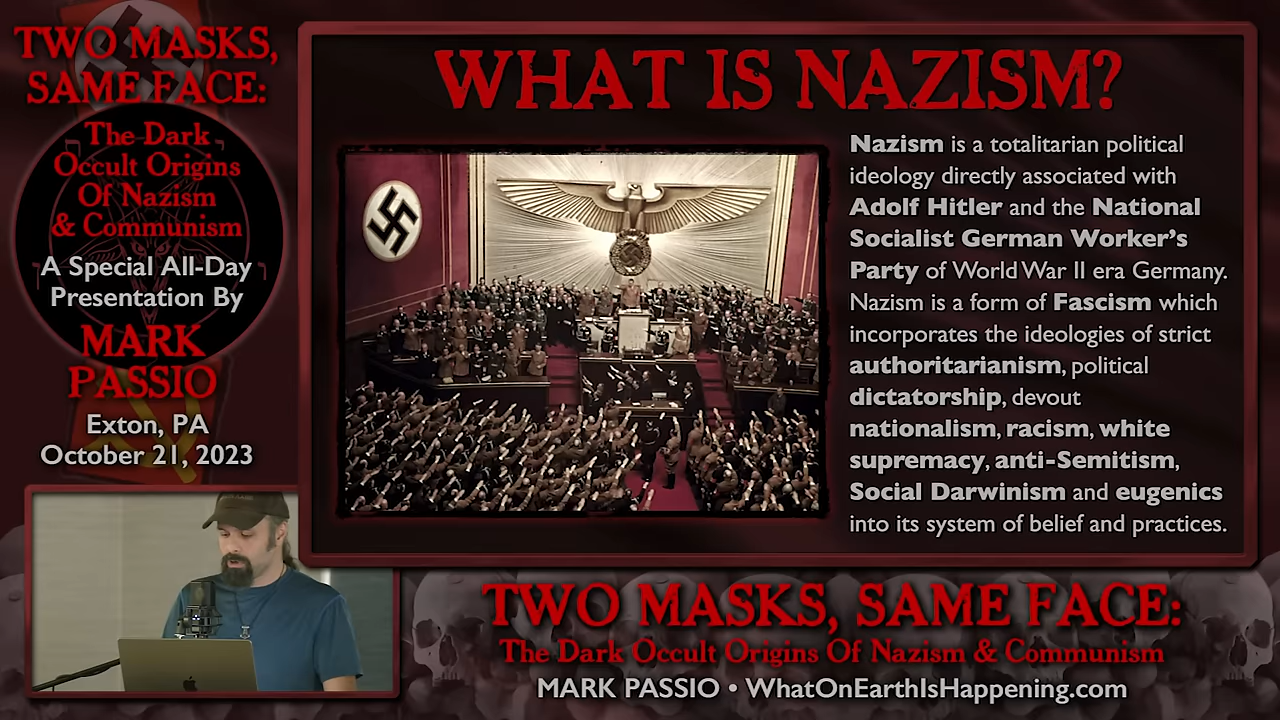 TWO MASKS,
SAME FACE:
The Dark
Occult Origins
Of Nazism
& Communism
A Special All-Day
Presentation By
MARK
PASSIO
Exton, PA
October 21, 2023
WHAT IS NAZISM?
Nazism is a totalitarian political
ideology directly associated with
Adolf Hitler and the National
Socialist German Worker's
Party of World War II era Germany.
Nazism is a form of Fascism which
incorporates the ideologies of strict
authoritarianism, political
dictatorship, devout
nationalism, racism, white
supremacy, anti-Semitism,
Social Darwinism and eugenics
into its system of belief and practices.
TWO MASKS, SAME FACE:
The Dark Occult Origins Of Nazism & Communism
MARK PASSIO • WhatOnEarthIsHappening.com